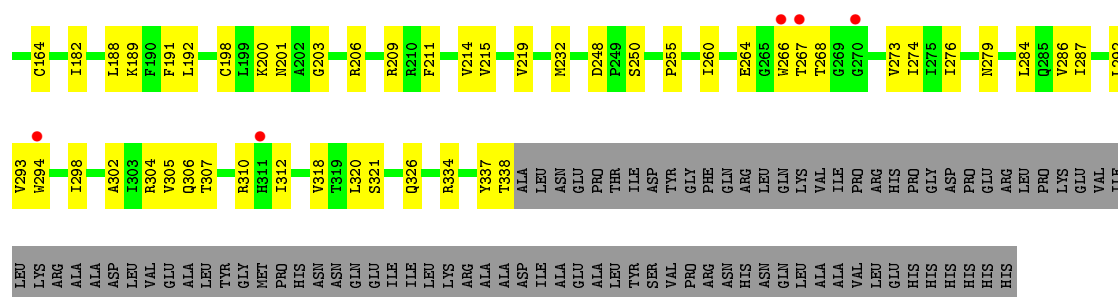 C164 I182 L188 K189 F190 F191 L192 C198 L199 K200 N201 A202 G203 R206 R209 R210 F211 V214 V215 V219 M232 D248 P249 S250 P255 I260 E264 G265 W266 T267 T268 G269 G270 V273 I274 I275 I276 N279 L284 Q285 V286 I287 L292
V293 W294 I298 A302 I303 R304 V305 Q306 T307 R310 H311 I312 V318 T319 L320 S321 Q326 R334 Y337 T338 ALA LEU ASN GLU PRO THR ILE ASP TYR GLY PHE GLN ARG LEU GLN LYS VAL ILE PRO ARG HIS PRO GLY ASP PRO GLU ARG LEU PRO LYS GLU VAL ILE
LEU LYS ARG ALA ALA ASP LEU VAL GLU ALA LEU TYR GLY MET PRO HIS ASN ASN GLN GLU ILE ILE LEU LYS ARG ALA ALA ASP ILE ALA GLU ALA LEU TYR SER VAL PRO ARG ASN HIS ASN GLN LEU ALA ALA VAL LEU GLU HIS HIS HIS HIS HIS HIS